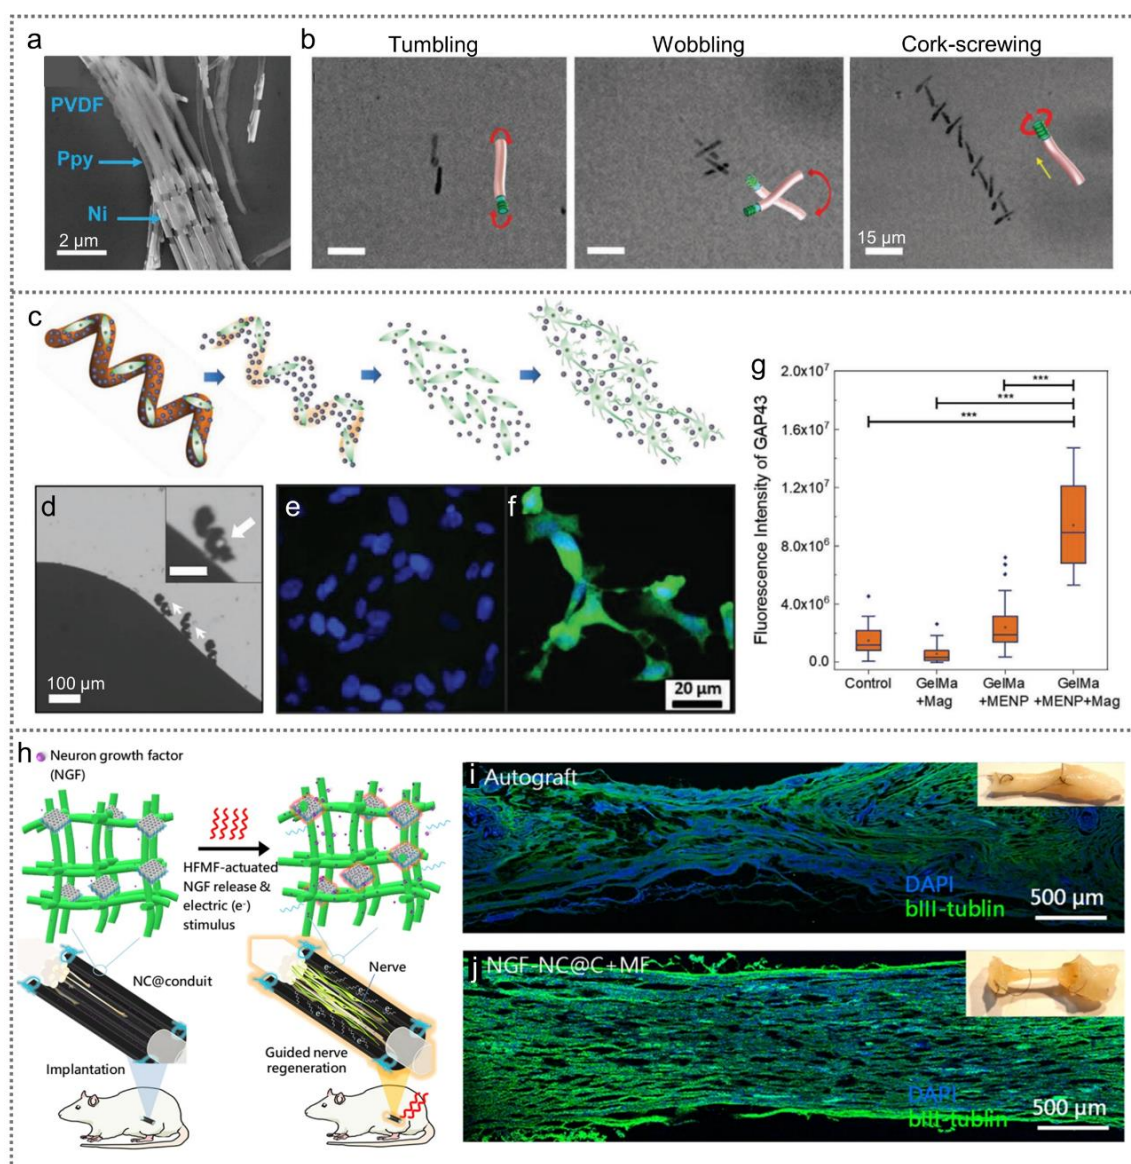 a
PVDF
Ppy
Ni
2 µm
b
Tumbling
Wobbling
Cork-screwing
15 µm
c
d
100 µm
e
f
20 µm
g
Fluorescence Intensity of GAP43
2.0x10⁷
1.6x10⁷
1.2x10⁷
8.0x10⁶
4.0x10⁶
0.0
***
***
***
Control
GelMa
+Mag
GelMa
+MENP
GelMa
+MENP+Mag
h
Neuron growth factor
(NGF)
HFMF-actuated
NGF release &
electric (e-)
stimulus
NC@conduit
Implantation
Nerve
e-
e-
e-
Guided nerve
regeneration
i Autograft
DAPI
bIII-tublin
500 µm
j NGF-NC@C+MF
DAPI
bIII-tublin
500 µm